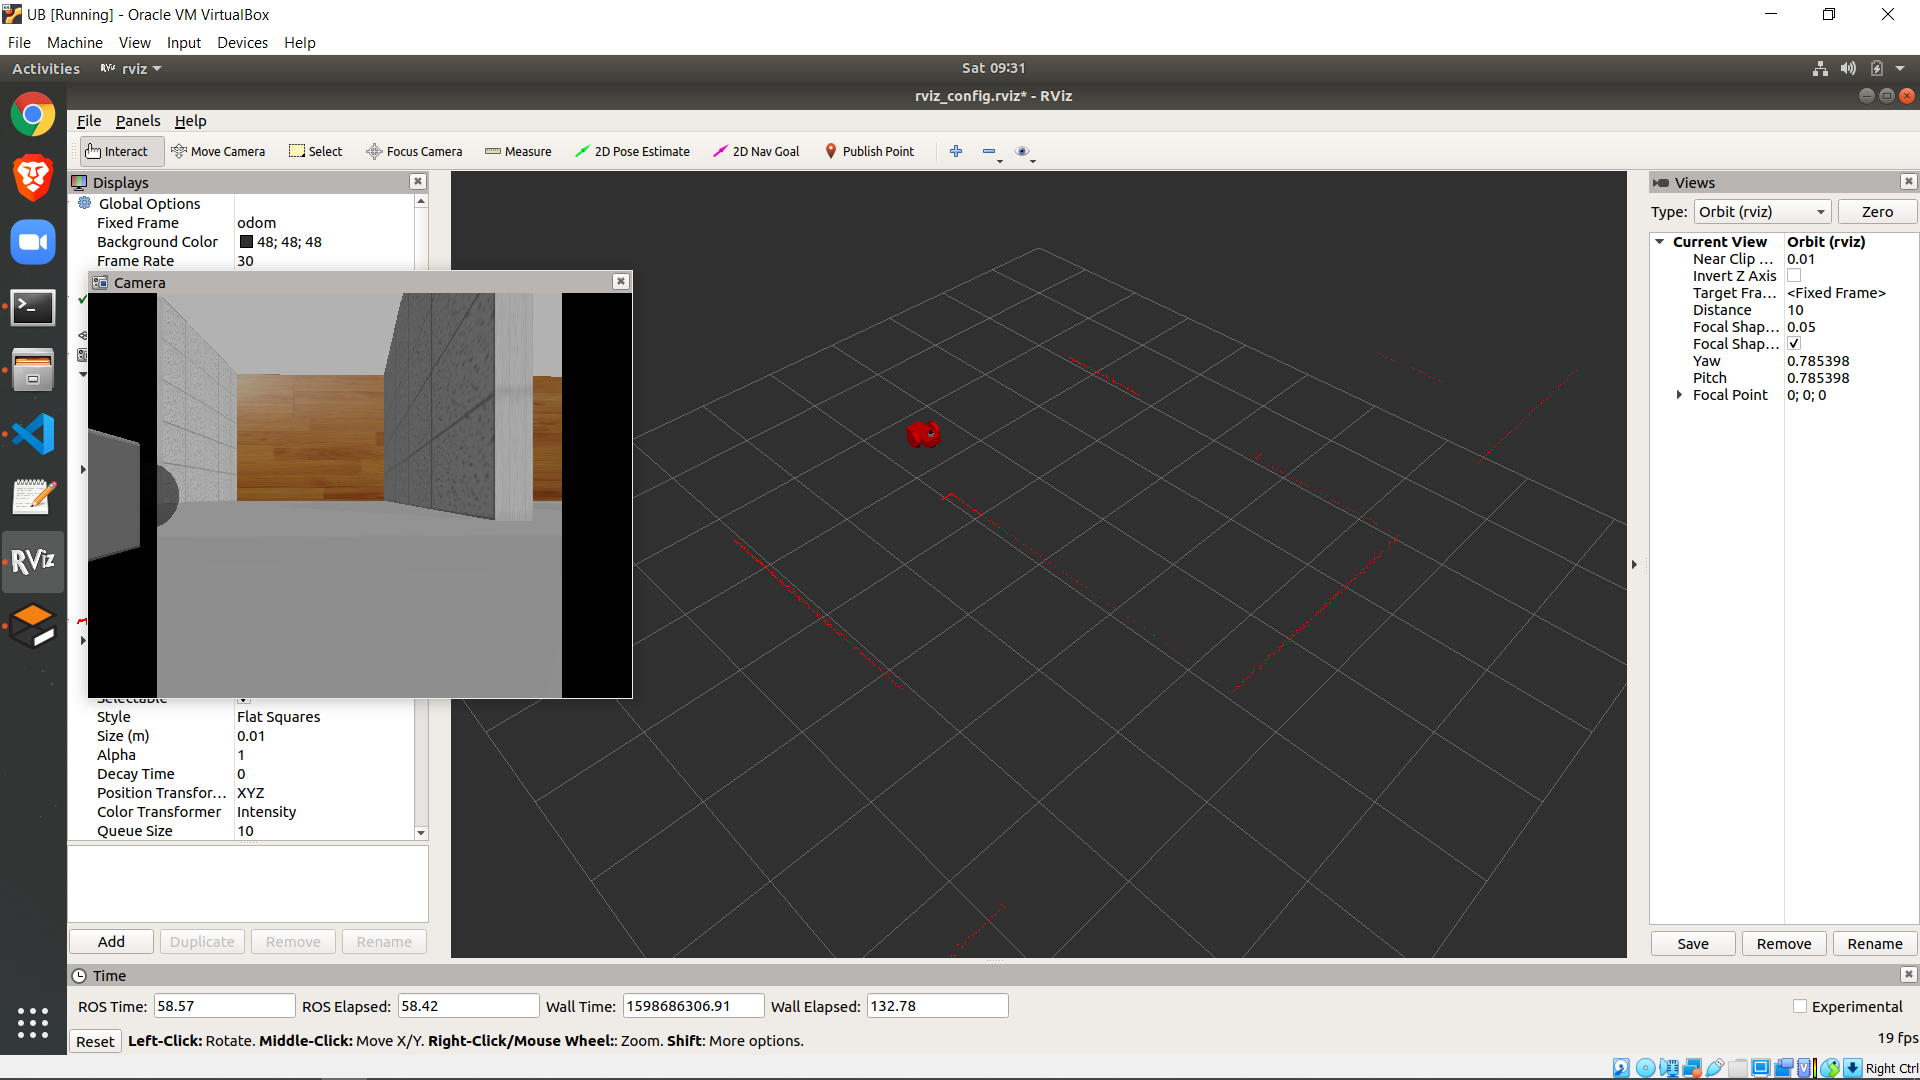 UB [Running] - Oracle VM VirtualBox
File Machine View Input Devices Help
Activities RViz rviz Sat 09:31
rviz_config.rviz* - RViz
File Panels Help
Interact Move Camera Select Focus Camera Measure 2D Pose Estimate 2D Nav Goal Publish Point
Displays
Global Options
Fixed Frame odom
Background Color 48; 48; 48
Frame Rate 30
Camera
Selectable
Style Flat Squares
Size (m) 0.01
Alpha 1
Decay Time 0
Position Transfor... XYZ
Color Transformer Intensity
Queue Size 10
Add Duplicate Remove Rename
Views
Type: Orbit (rviz) Zero
Current View Orbit (rviz)
Near Clip ... 0.01
Invert Z Axis
Target Fra... <Fixed Frame>
Distance 10
Focal Shap... 0.05
Focal Shap...
Yaw 0.785398
Pitch 0.785398
Focal Point 0; 0; 0
Save Remove Rename
RViz
Time
ROS Time: 58.57 ROS Elapsed: 58.42 Wall Time: 1598686306.91 Wall Elapsed: 132.78 Experimental
Reset Left-Click: Rotate. Middle-Click: Move X/Y. Right-Click/Mouse Wheel:: Zoom. Shift: More options. 19 fps
Right Ctrl